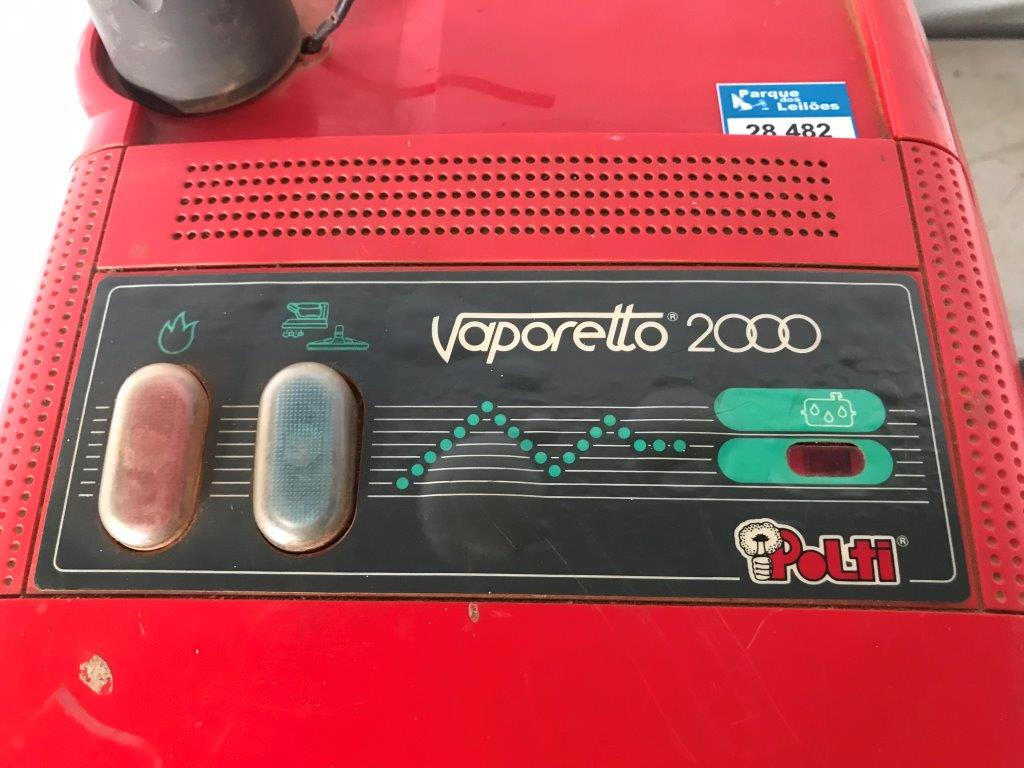 Parque
dos
Leilões
28.482
Vaporetto® 2000
Polti®